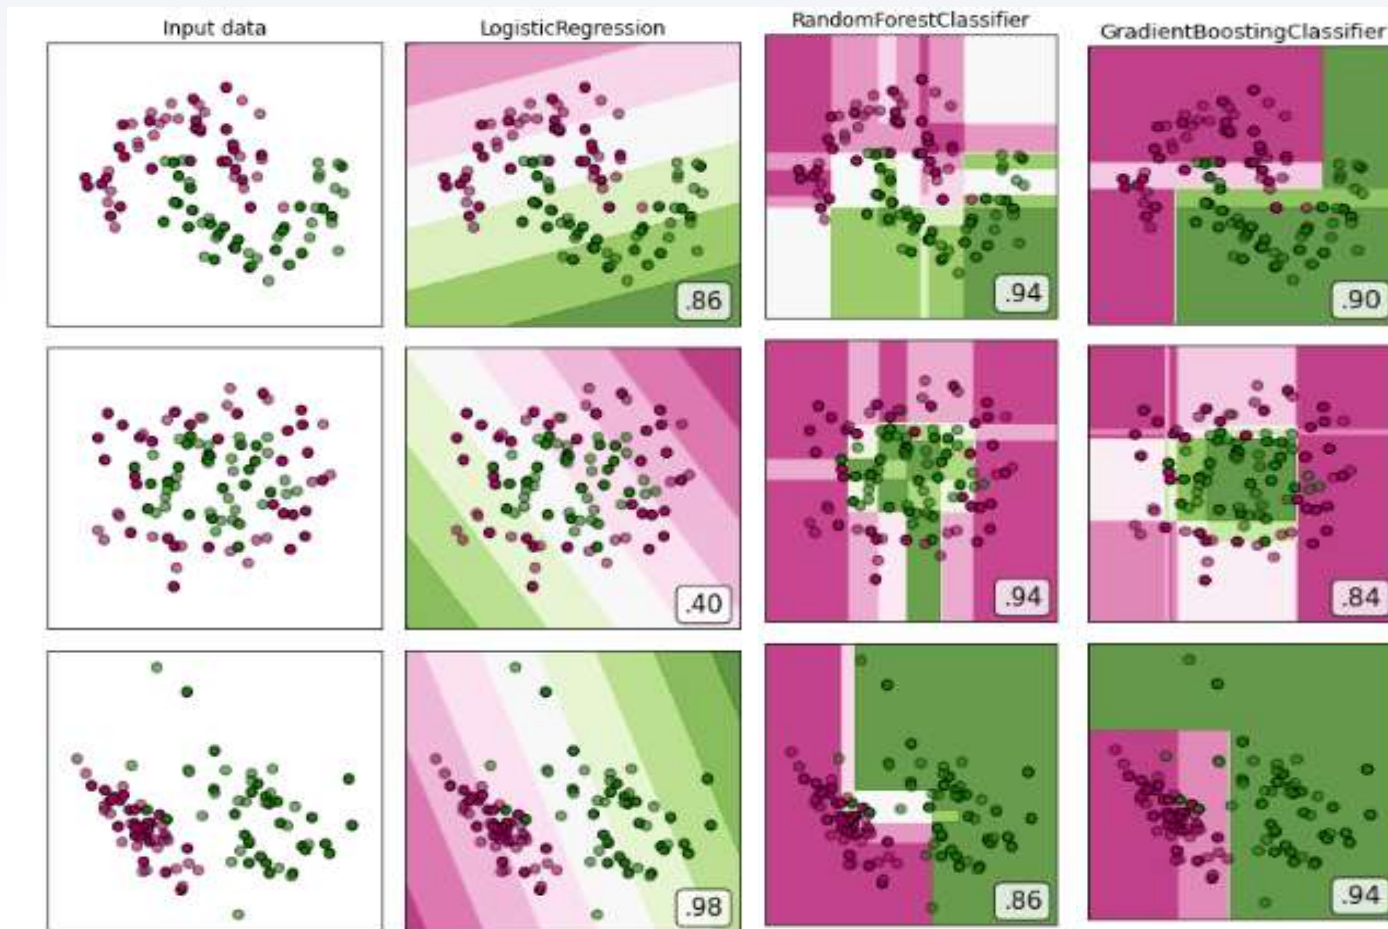 Input data
LogisticRegression
RandomForestClassifier
GradientBoostingClassifier
.86
.94
.90
.40
.94
.84
.98
.86
.94